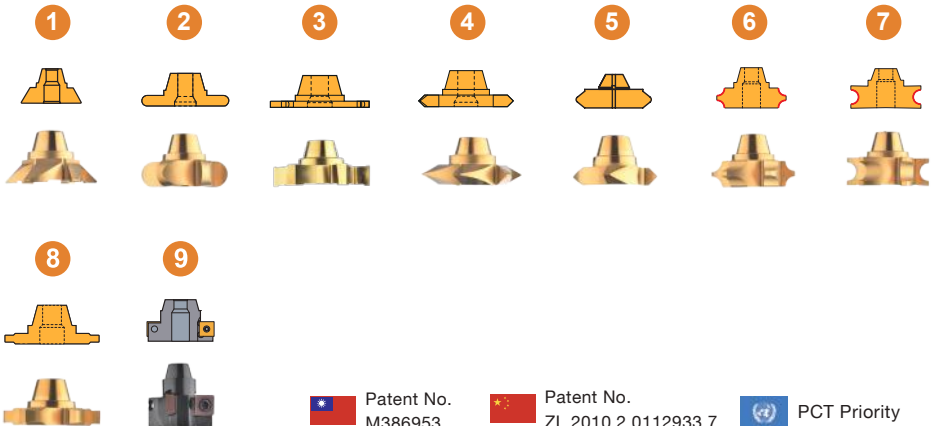 1 2 3 4 5 6 7
8 9
Patent No.
M386953
Patent No.
ZL 2010 2 0112933.7
PCT Priority